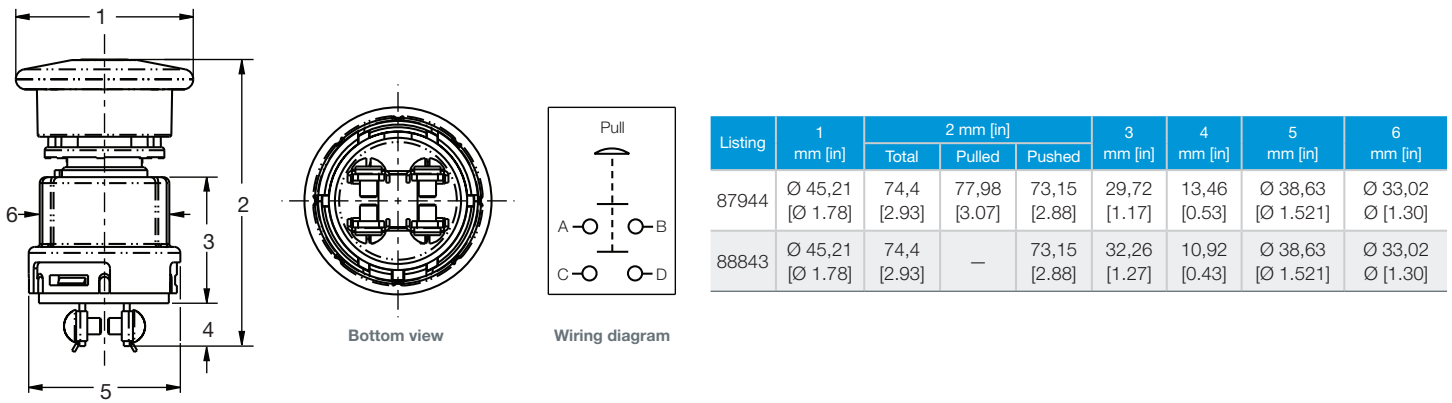 1
2
6
3
4
5
Bottom view
Pull
A
B
C
D
Wiring diagram
Listing 1 mm [in] 2 mm [in] 3 mm [in] 4 mm [in] 5 mm [in] 6 mm [in]
Total Pulled Pushed
87944 Ø 45,21 74,4 77,98 73,15 29,72 13,46 Ø 38,63 Ø 33,02
[Ø 1.78] [2.93] [3.07] [2.88] [1.17] [0.53] [Ø 1.521] Ø [1.30]
88843 Ø 45,21 74,4 — 73,15 32,26 10,92 Ø 38,63 Ø 33,02
[Ø 1.78] [2.93] [2.88] [1.27] [0.43] [Ø 1.521] Ø [1.30]